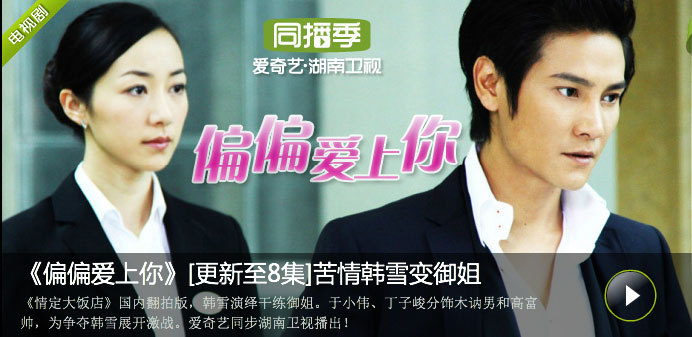 电视剧
同播季
爱奇艺·湖南卫视
偏偏爱上你
《偏偏爱上你》[更新至8集]苦情韩雪变御姐
《情定大饭店》国内翻拍版，韩雪演绎干练御姐。于小伟、丁子峻分饰木讷男和高富
帅，为争夺韩雪展开激战。爱奇艺同步湖南卫视播出！